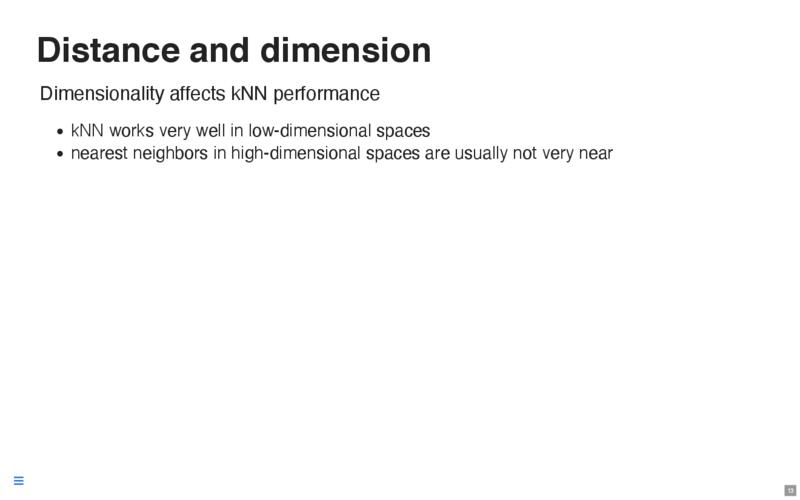 Distance and dimension
Dimensionality affects kNN performance
• kNN works very well in low-dimensional spaces
• nearest neighbors in high-dimensional spaces are usually not very near
13